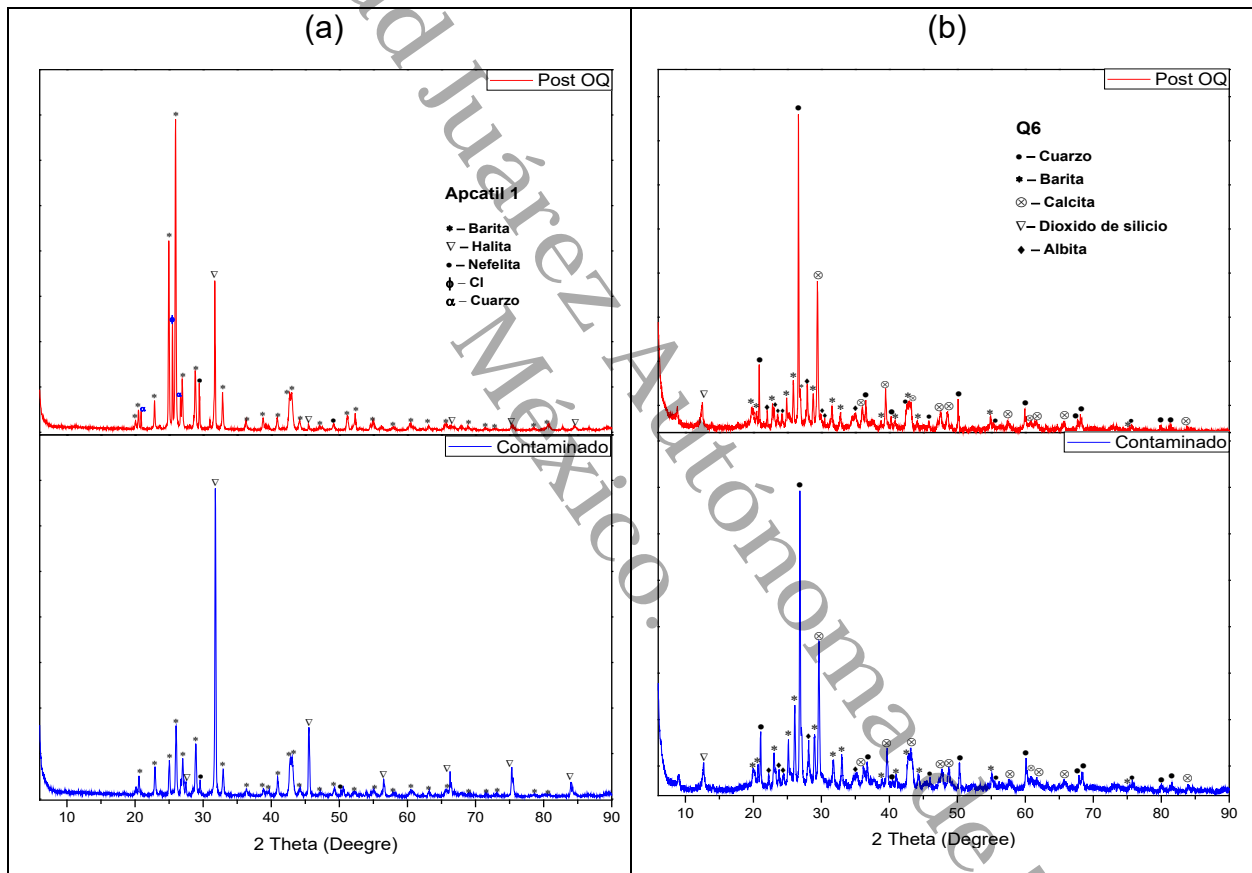 (a)
Post OQ
Apcatil 1
* – Barita
▽ – Halita
● – Nefelita
ϕ – Cl
α – Cuarzo
α
Contaminado
10 20 30 40 50 60 70 80 90
2 Theta (Deegre)
(b)
Post OQ
Q6
● – Cuarzo
* – Barita
⊗ – Calcita
▽ – Dioxido de silicio
♦ – Albita
Contaminado
10 20 30 40 50 60 70 80 90
2 Theta (Degree)
ad Juárez Autónoma de
México.